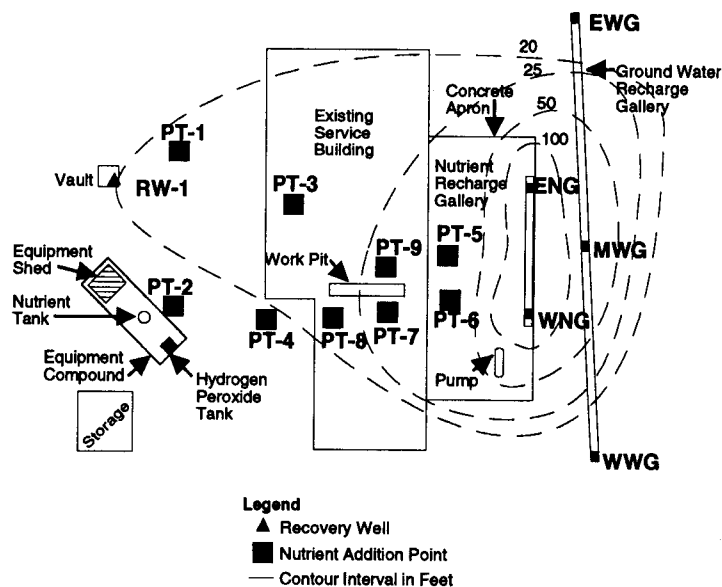 EWG
20
25
Ground Water
Recharge
Gallery
Concrete
Apron
50
100
Existing
Service
Building
PT-1
Vault
RW-1
PT-3
Nutrient
Recharge
Gallery
ENG
PT-5
MWG
PT-9
Work Pit
Equipment
Shed
Nutrient
Tank
PT-2
PT-4
PT-8
PT-7
PT-6
WNG
Equipment
Compound
Hydrogen
Peroxide
Tank
Pump
Storage
WWG
Legend
Recovery Well
Nutrient Addition Point
Contour Interval in Feet